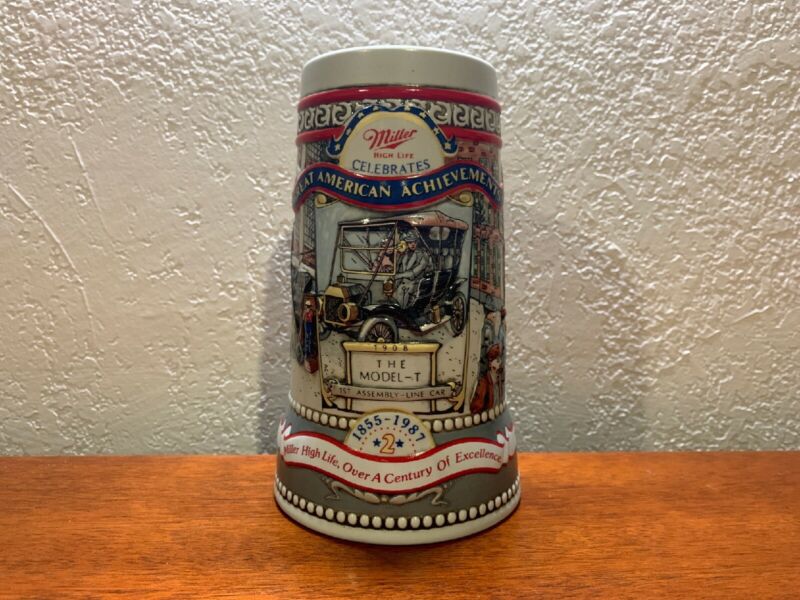 Miller
HIGH LIFE
CELEBRATES
EAT AMERICAN ACHIEVEMENT
1908
THE
MODEL-T
1ST ASSEMBLY-LINE CAR
1855-1987
2
Miller High Life, Over A Century Of Excellence